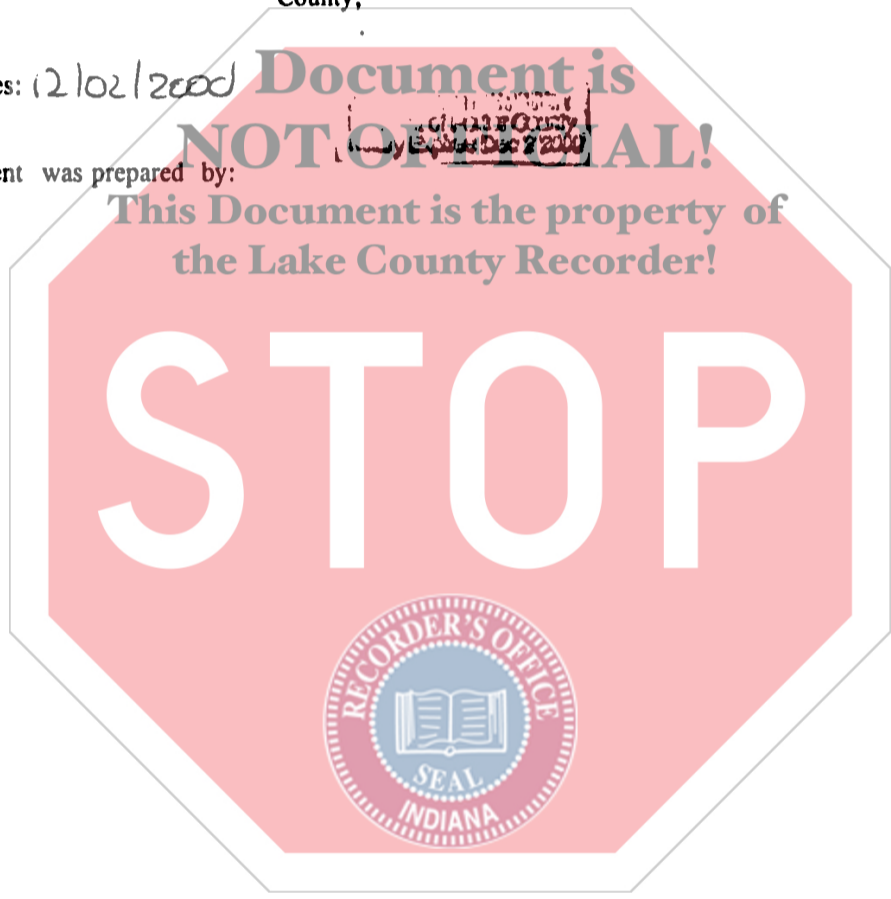 County,
es: 12/02/2000
Document is
NOT OFFICIAL!
ent was prepared by:
This Document is the property of
the Lake County Recorder!
STOP
RECORDER'S OFFICE
SEAL
INDIANA